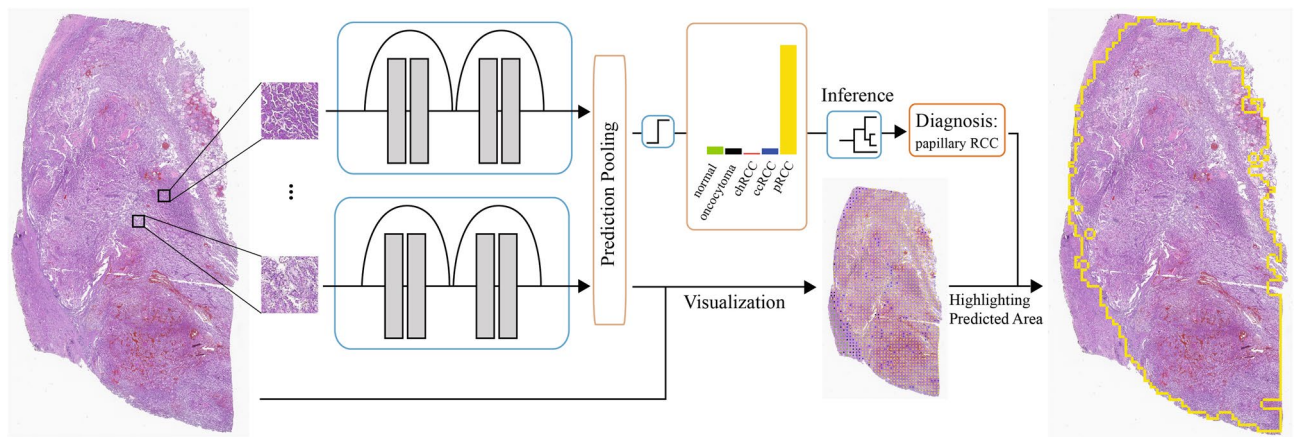 ...
Prediction Pooling
normal
oncocytoma
chRCC
ccRCC
pRCC
Inference
Diagnosis:
papillary RCC
Visualization
Highlighting
Predicted Area